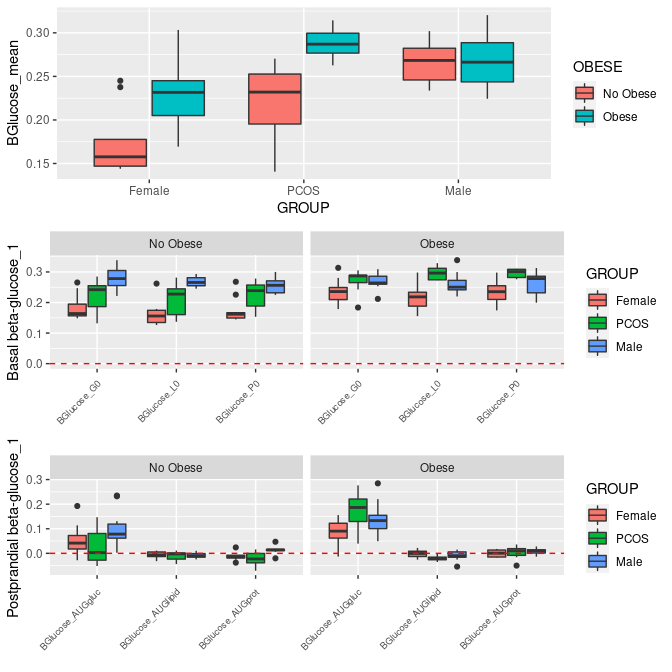 BGlucose_mean
0.30
0.25
0.20
0.15
Female
PCOS
Male
GROUP
OBESE
No Obese
Obese
Basal beta-glucose_1
No Obese
Obese
0.3
0.2
0.1
0.0
BGlucose_G0
BGlucose_L0
BGlucose_P0
BGlucose_G0
BGlucose_L0
BGlucose_P0
GROUP
Female
PCOS
Male
Postprandial beta-glucose_1
No Obese
Obese
0.3
0.2
0.1
0.0
BGlucose_AUGgluc
BGlucose_AUGlipid
BGlucose_AUGprot
BGlucose_AUGgluc
BGlucose_AUGlipid
BGlucose_AUGprot
GROUP
Female
PCOS
Male